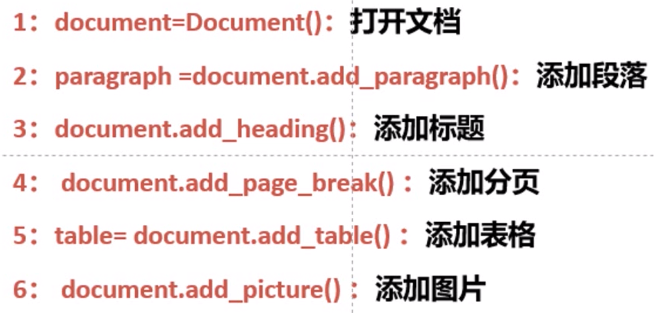 1：document=Document()：打开文档
2：paragraph =document.add_paragraph()：添加段落
3：document.add_heading()：添加标题
4： document.add_page_break() ：添加分页
5：table= document.add_table() ：添加表格
6： document.add_picture() ：添加图片